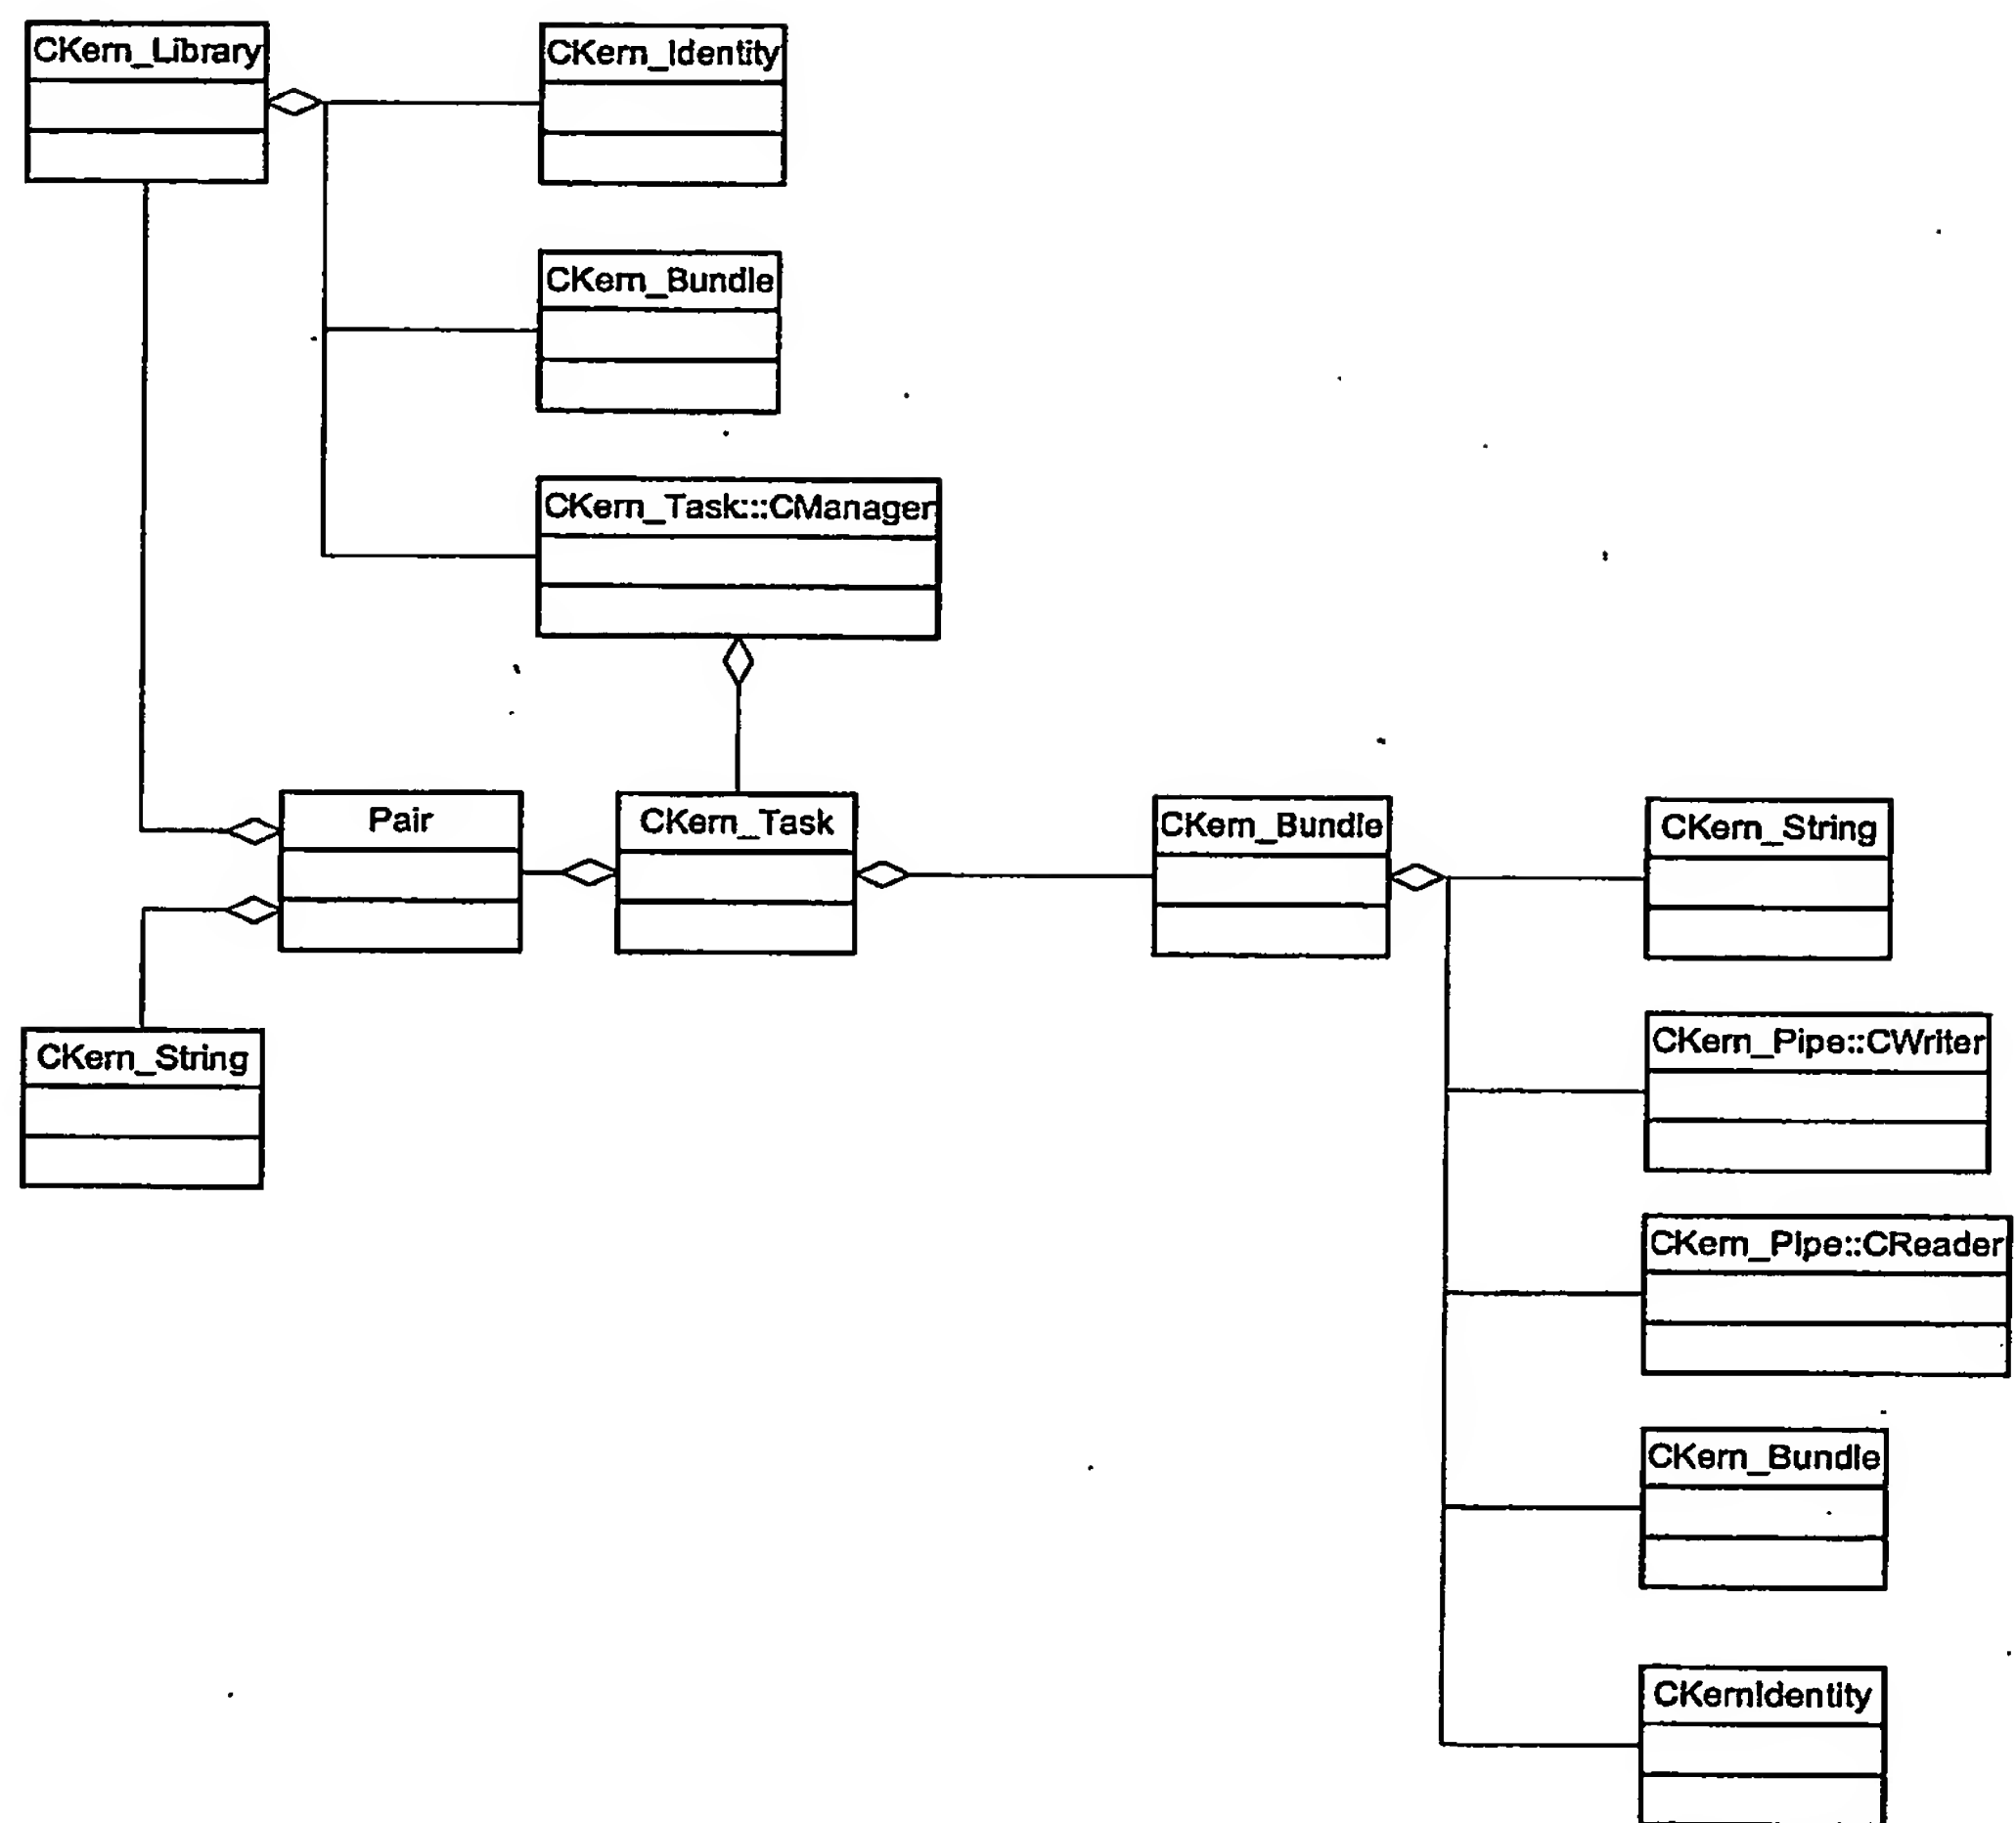 CKern_Library
CKern_Identity
CKern_Bundle
CKern_Task:::CManager
Pair
CKern_Task
CKern_Bundle
CKern_String
CKern_String
CKern_Pipe::CWriter
CKern_Pipe::CReader
CKern_Bundle
CKernIdentity